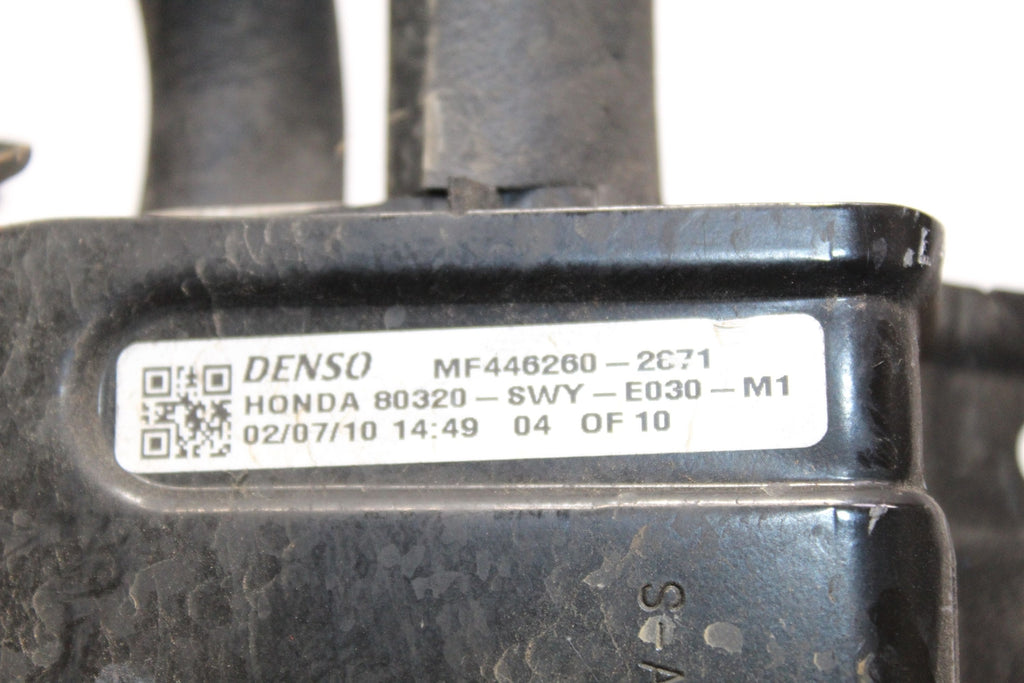 DENSO MF446260-2871
HONDA 80320-SWY-E030-M1
02/07/10 14:49 04 OF 10
E
S-A